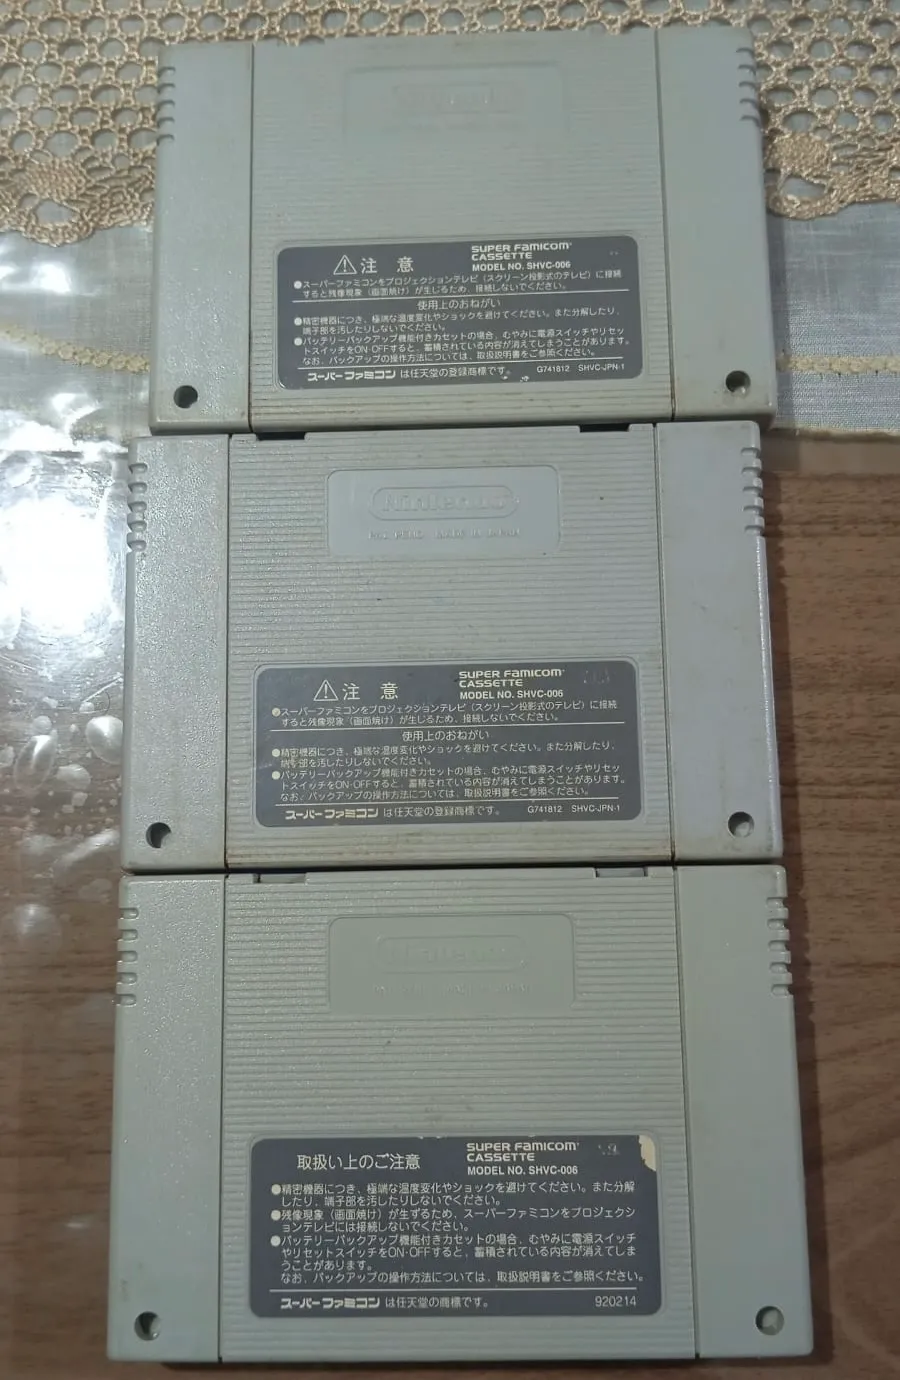 SUPER FAMICOM
CASSETTE
注意
MODEL NO. SHVC-006
●スーパーファミコンをプロジェクションテレビ（スクリーン投影式のテレビ）に接続
すると残像現象（画面焼け）が生じるため、接続しないでください。
使用上のおねがい
●精密機器につき、極端な温度変化やショックを避けてください。また分解したり、
端子部を汚したりしないでください。
●バッテリーバックアップ機能付きカセットの場合、むやみに電源スイッチやリセッ
トスイッチをON・OFFすると、蓄積されている内容が消えてしまうことがあります。
なお、バックアップの操作方法については、取扱説明書をご参照ください。
スーパーファミコンは任天堂の登録商標です。 G741812 SHVC-JPN-1
Nintendo
MADE IN JAPAN
SUPER FAMICOM
CASSETTE
注意
MODEL NO. SHVC-006
●スーパーファミコンをプロジェクションテレビ（スクリーン投影式のテレビ）に接続
すると残像現象（画面焼け）が生じるため、接続しないでください。
使用上のおねがい
●精密機器につき、極端な温度変化やショックを避けてください。また分解したり、
端子部を汚したりしないでください。
●バッテリーバックアップ機能付きカセットの場合、むやみに電源スイッチやリセッ
トスイッチをON・OFFすると、蓄積されている内容が消えてしまうことがあります。
なお、バックアップの操作方法については、取扱説明書をご参照ください。
スーパーファミコンは任天堂の登録商標です。 G741812 SHVC-JPN-1
Nintendo
SUPER FAMICOM
CASSETTE
取扱い上のご注意
MODEL NO. SHVC-006
●精密機器につき、極端な温度変化やショックを避けてください。また分解
したり、端子部を汚したりしないでください。
●残像現象（画面焼け）が生ずるため、スーパーファミコンをプロジェクシ
ョンテレビには接続しないでください。
●バッテリーバックアップ機能付きカセットの場合、むやみに電源スイッチ
やリセットスイッチをON・OFFすると、蓄積されている内容が消えてしま
うことがあります。
なお、バックアップの操作方法については、取扱説明書をご参照ください。
スーパーファミコンは任天堂の商標です。 920214